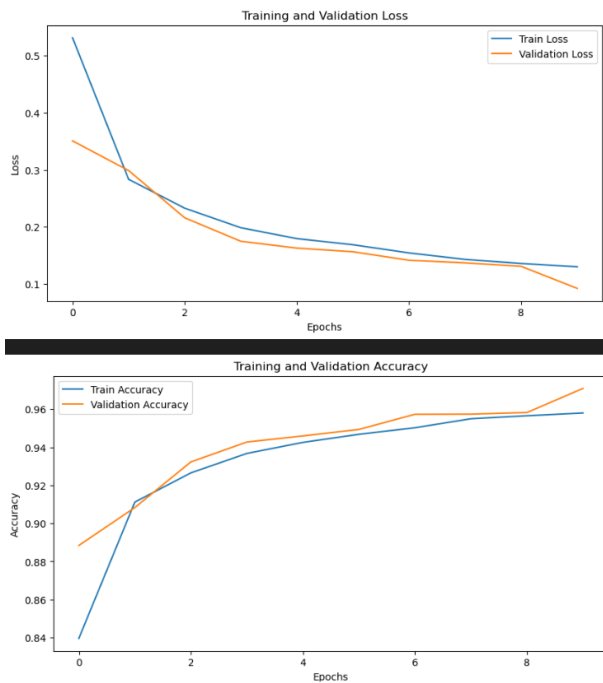 Training and Validation Loss
Train Loss
Validation Loss
0.5
0.4
0.3
0.2
0.1
Loss
0 2 4 6 8
Epochs
Training and Validation Accuracy
Train Accuracy
Validation Accuracy
0.96
0.94
0.92
0.90
0.88
0.86
0.84
Accuracy
0 2 4 6 8
Epochs